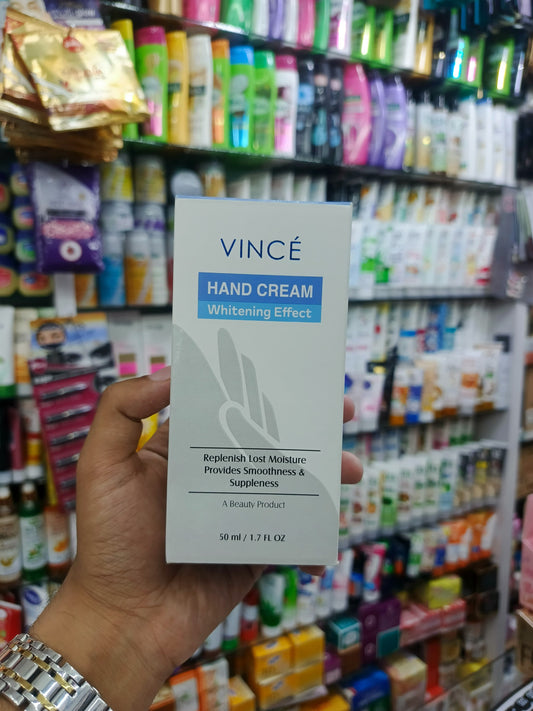 VINCÉ
HAND CREAM
Whitening Effect
Replenish Lost Moisture
Provides Smoothness &
Suppleness
A Beauty Product
50 ml / 1.7 FL OZ